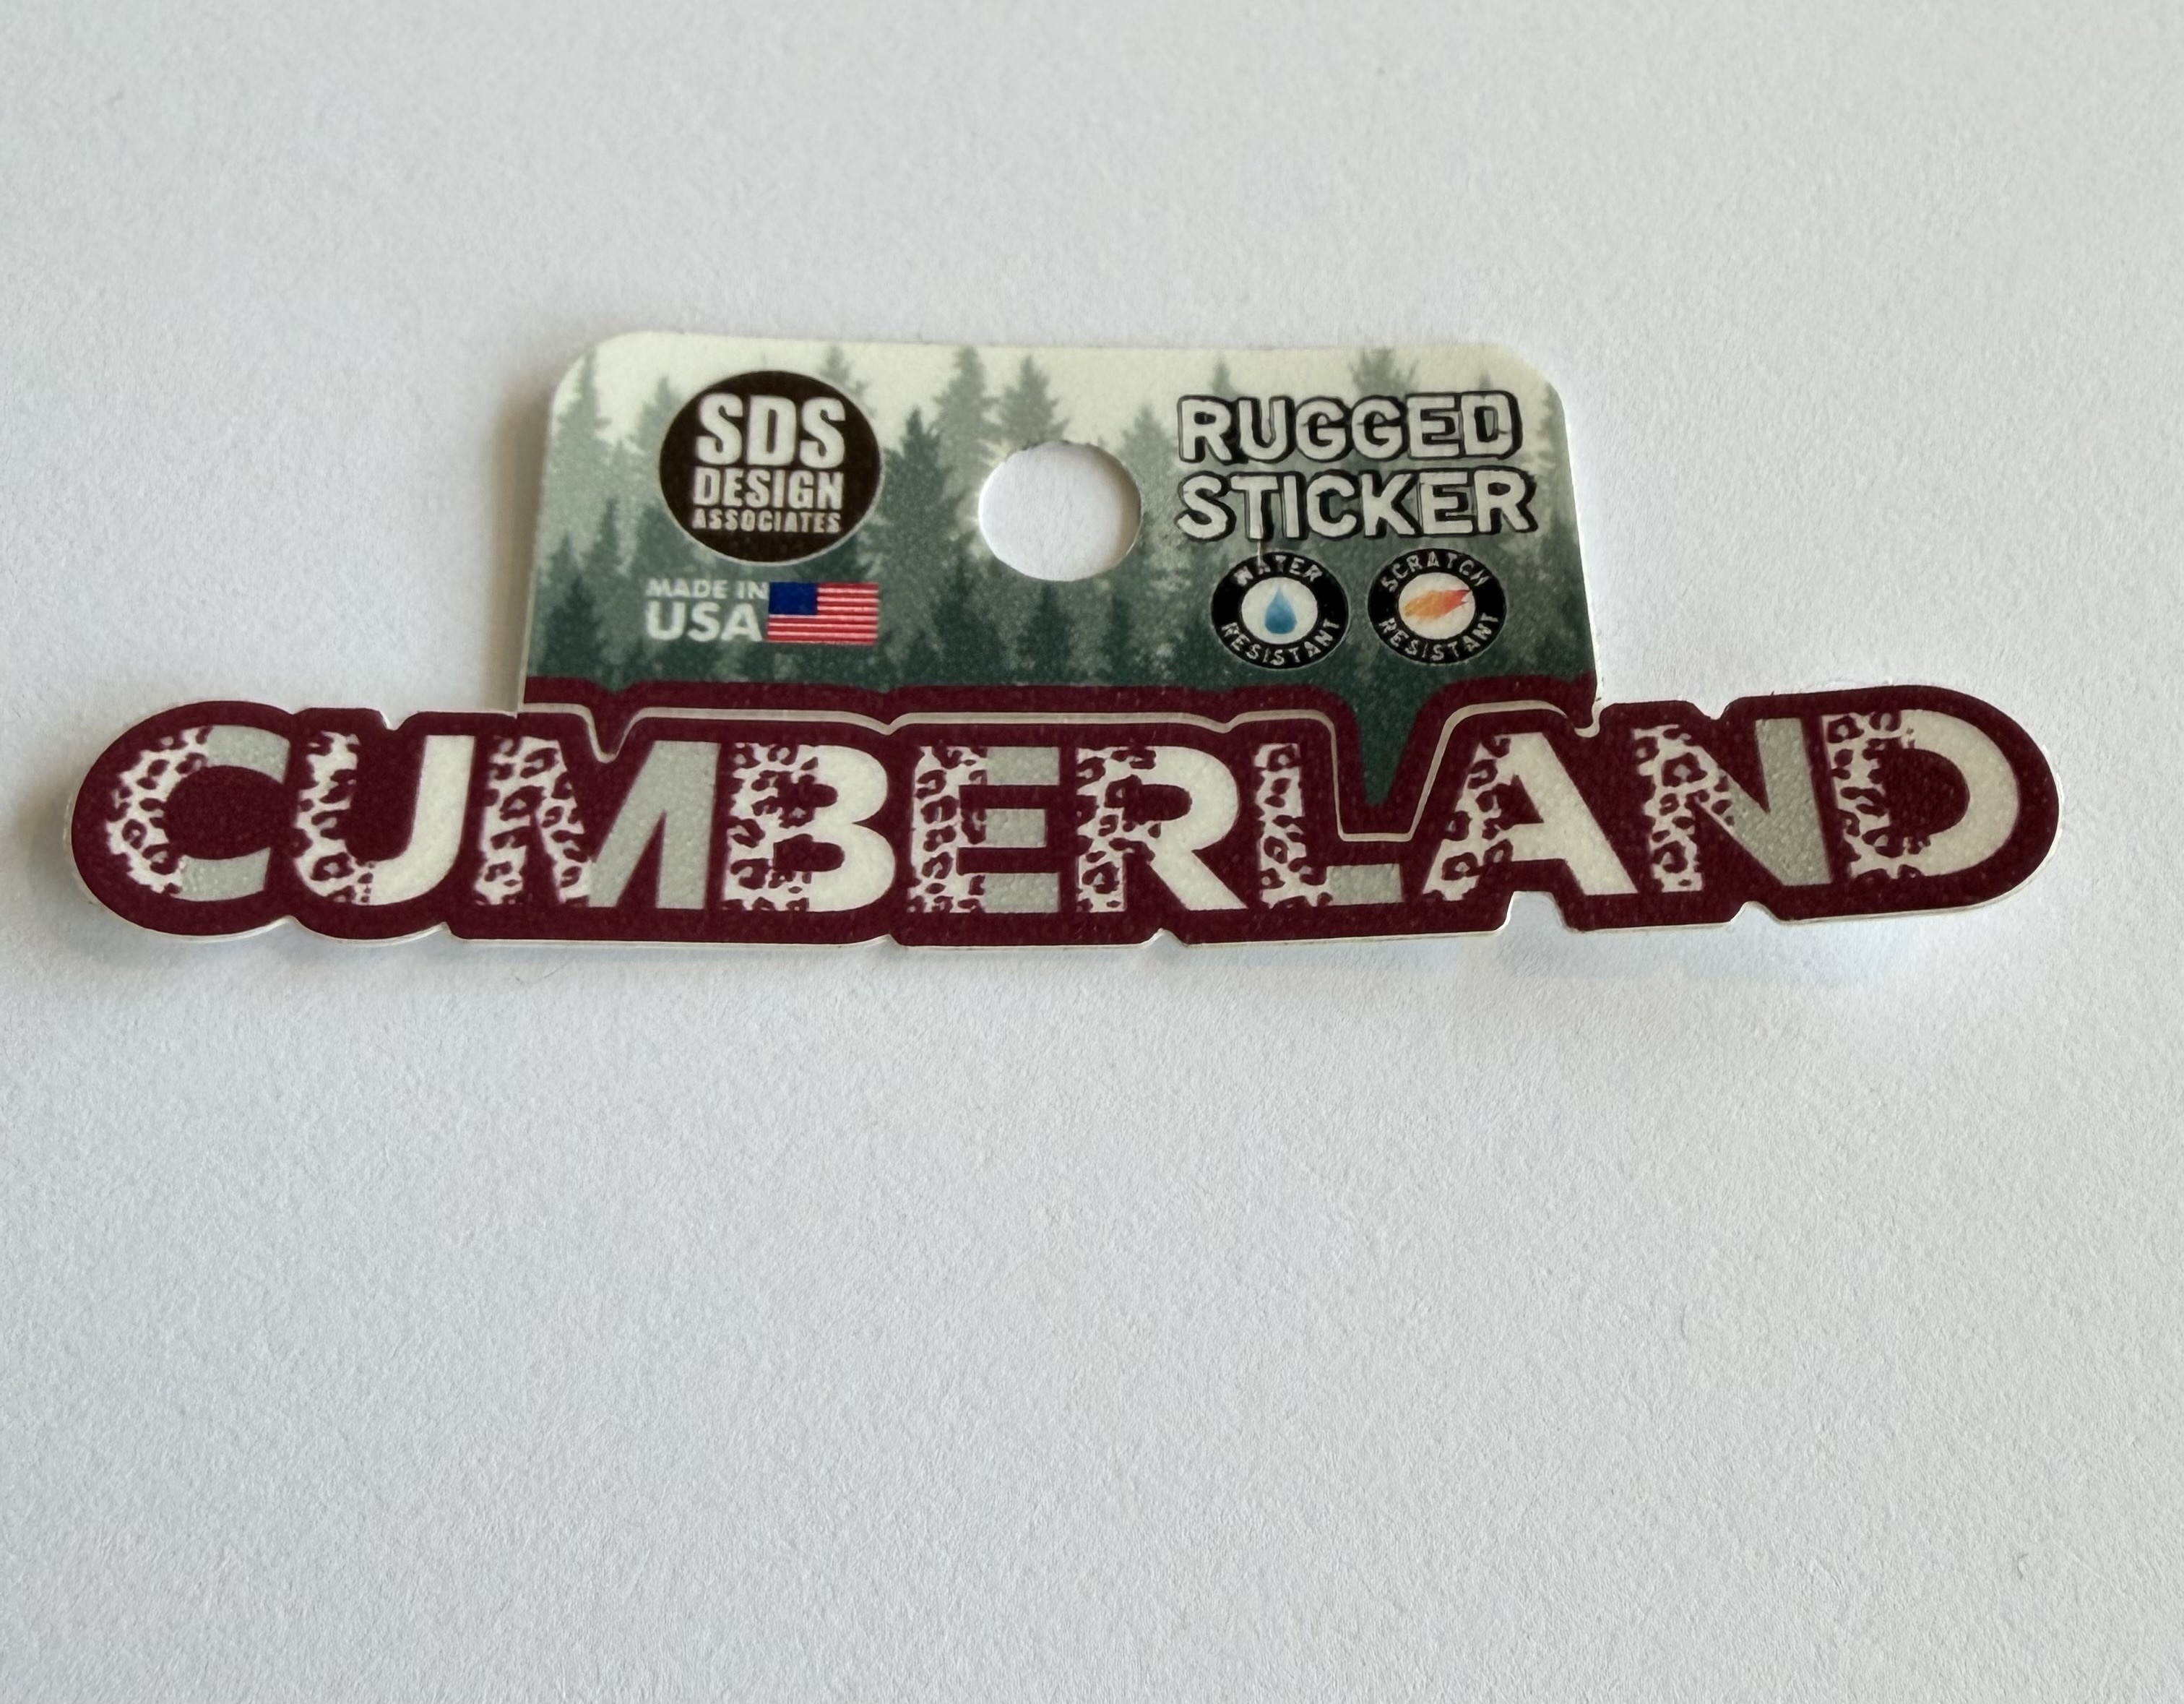 SDS
DESIGN
ASSOCIATES
MADE IN
USA
RUGGED
STICKER
WATER
RESISTANT
SCRATCH
RESISTANT
CUMBERLAND